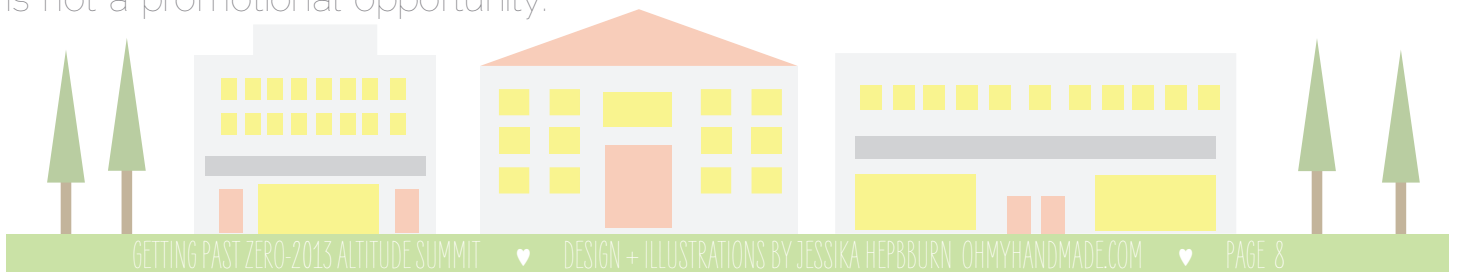 is not a promotional opportunity.
GETTING PAST ZERO-2013 ALTITUDE SUMMIT ♥ DESIGN + ILLUSTRATIONS BY JESSIKA HEPBBURN OHMYHANDMADE.COM ♥ PAGE 8